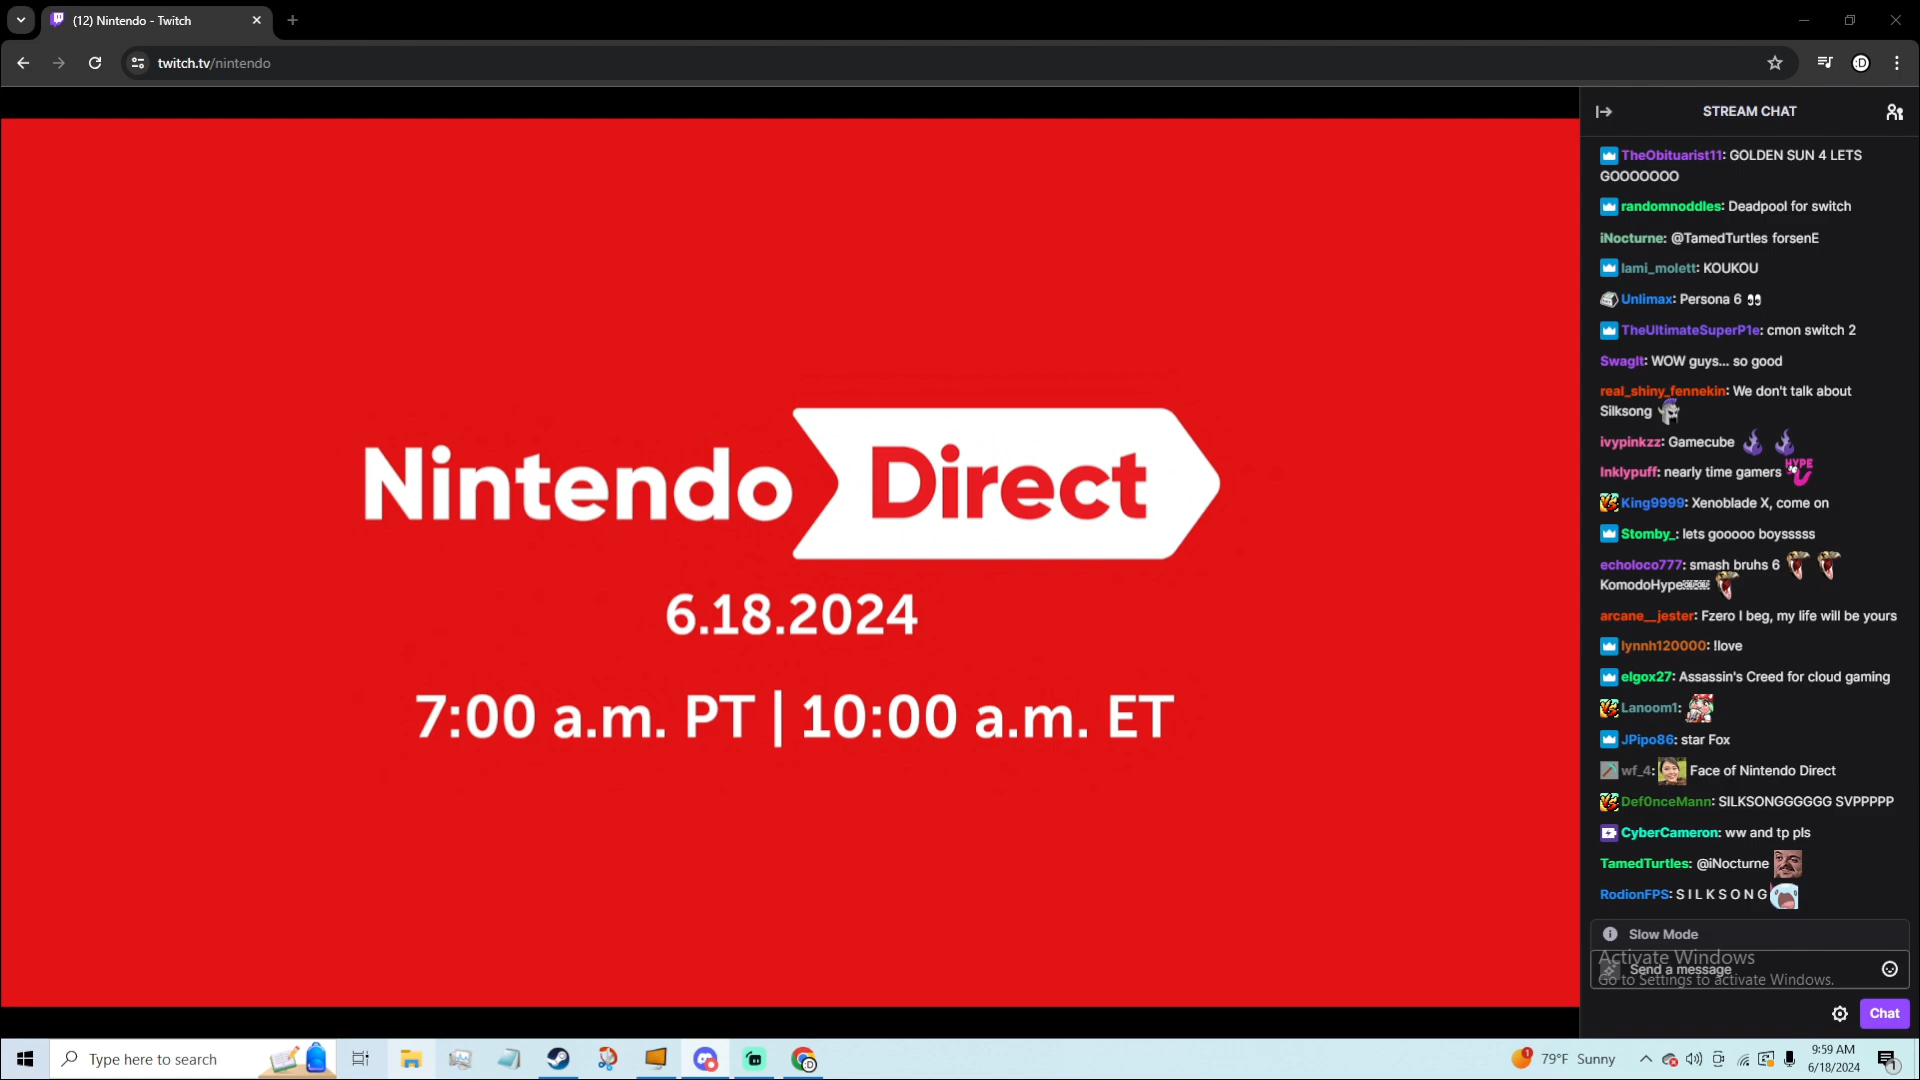 (12) Nintendo - Twitch
twitch.tv/nintendo
Nintendo Direct
6.18.2024
7:00 a.m. PT | 10:00 a.m. ET
STREAM CHAT
TheObituarist11: GOLDEN SUN 4 LETS
GOOOOOOO
randomnoddles: Deadpool for switch
iNocturne: @TamedTurtles forsenE
lami_molett: KOUKOU
Unlimax: Persona 6 👀
TheUltimateSuperP1e: cmon switch 2
Swaglt: WOW guys... so good
real_shiny_fennekin: We don't talk about
Silksong
ivypinkzz: Gamecube
Inklypuff: nearly time gamers
HYPE
King9999: Xenoblade X, come on
Stomby_: lets gooooo boysssss
echoloco777: smash bruhs 6
KomodoHype
arcane__jester: Fzero I beg, my life will be yours
lynnh120000: !love
elgox27: Assassin's Creed for cloud gaming
Lanoom1:
JPipo86: star Fox
wf_4: Face of Nintendo Direct
Def0nceMann: SILKSONGGGGGG SVPPPPP
CyberCameron: ww and tp pls
TamedTurtles: @iNocturne
RodionFPS: S I L K S O N G
Slow Mode
Activate Windows
Send a message
Go to Settings to activate Windows.
Chat
Type here to search
1
79°F Sunny
9:59 AM
6/18/2024
1